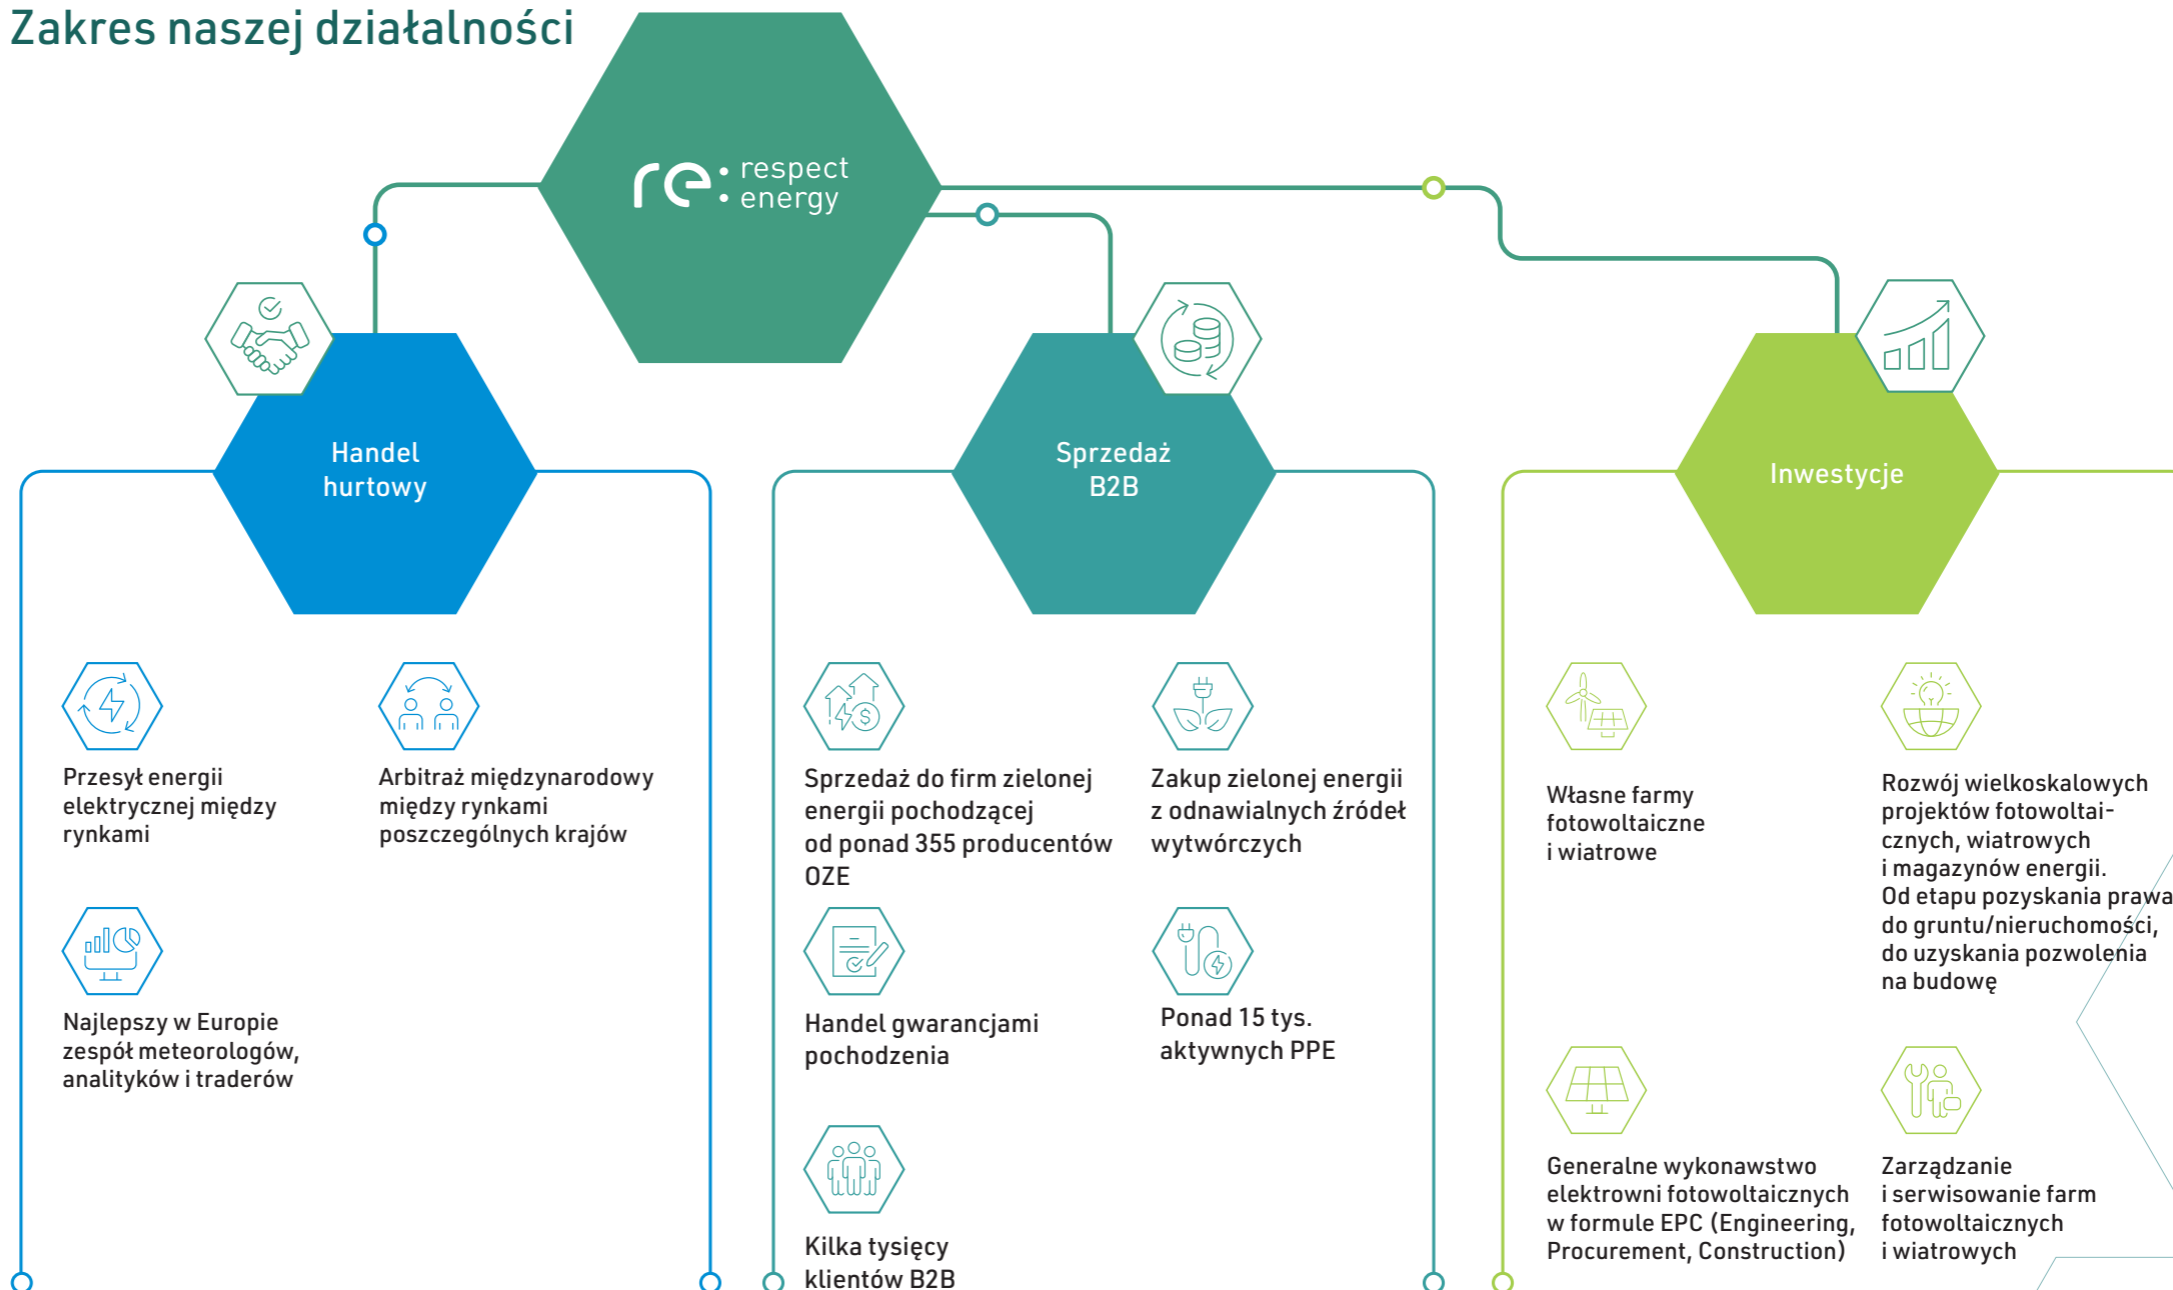 Zakres naszej działalności
re: respect
energy
Handel
hurtowy
Przesył energii
elektrycznej między
rynkami
Arbitraż międzynarodowy
między rynkami
poszczególnych krajów
Najlepszy w Europie
zespół meteorologów,
analityków i traderów
Sprzedaż
B2B
Sprzedaż do firm zielonej
energii pochodzącej
od ponad 355 producentów
OZE
Zakup zielonej energii
z odnawialnych źródeł
wytwórczych
Handel gwarancjami
pochodzenia
Ponad 15 tys.
aktywnych PPE
Kilka tysięcy
klientów B2B
Inwestycje
Własne farmy
fotowoltaiczne
i wiatrowe
Rozwój wielkoskalowych
projektów fotowoltai-
cznych, wiatrowych
i magazynów energii.
Od etapu pozyskania prawa
do gruntu/nieruchomości,
do uzyskania pozwolenia
na budowę
Generalne wykonawstwo
elektrowni fotowoltaicznych
w formule EPC (Engineering,
Procurement, Construction)
Zarządzanie
i serwisowanie farm
fotowoltaicznych
i wiatrowych